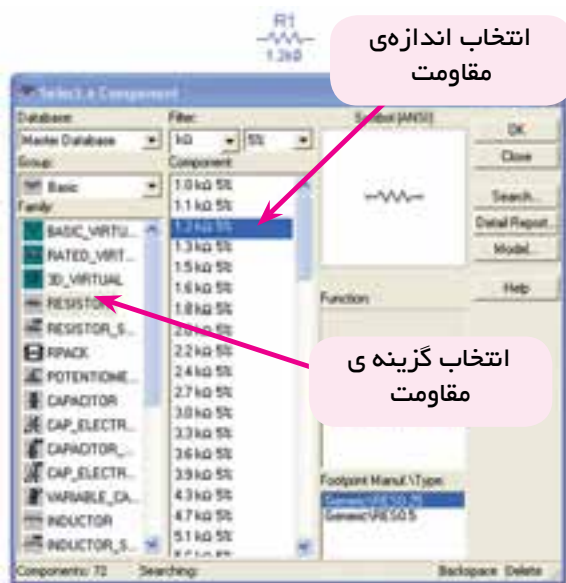 R1
1.2kΩ
انتخاب اندازه‌ی
مقاومت
Select a Component
Database:
Master Database
Group:
Basic
Family:
BASIC_VIRTU...
RATED_VIRT...
3D_VIRTUAL
RESISTOR
RESISTOR_S...
RPACK
POTENTIOME...
CAPACITOR
CAP_ELECTR...
CAPACITOR_...
CAP_ELECTR...
VARIABLE_CA...
INDUCTOR
INDUCTOR_S...
Filter:
kΩ
5%
Component:
1.0 kΩ 5%
1.1 kΩ 5%
1.2 kΩ 5%
1.3 kΩ 5%
1.5 kΩ 5%
1.6 kΩ 5%
1.8 kΩ 5%
2.0 kΩ 5%
2.2 kΩ 5%
2.4 kΩ 5%
2.7 kΩ 5%
3.0 kΩ 5%
3.3 kΩ 5%
3.6 kΩ 5%
3.9 kΩ 5%
4.3 kΩ 5%
4.7 kΩ 5%
5.1 kΩ 5%
Symbol (ANSI)
Function:
انتخاب گزینه ی
مقاومت
Footprint Manuf.\Type:
Generic\RES0.75
Generic\RES0.5
OK
Close
Search...
Detail Report...
Model...
Help
Components: 72
Searching:
Backspace
Delete